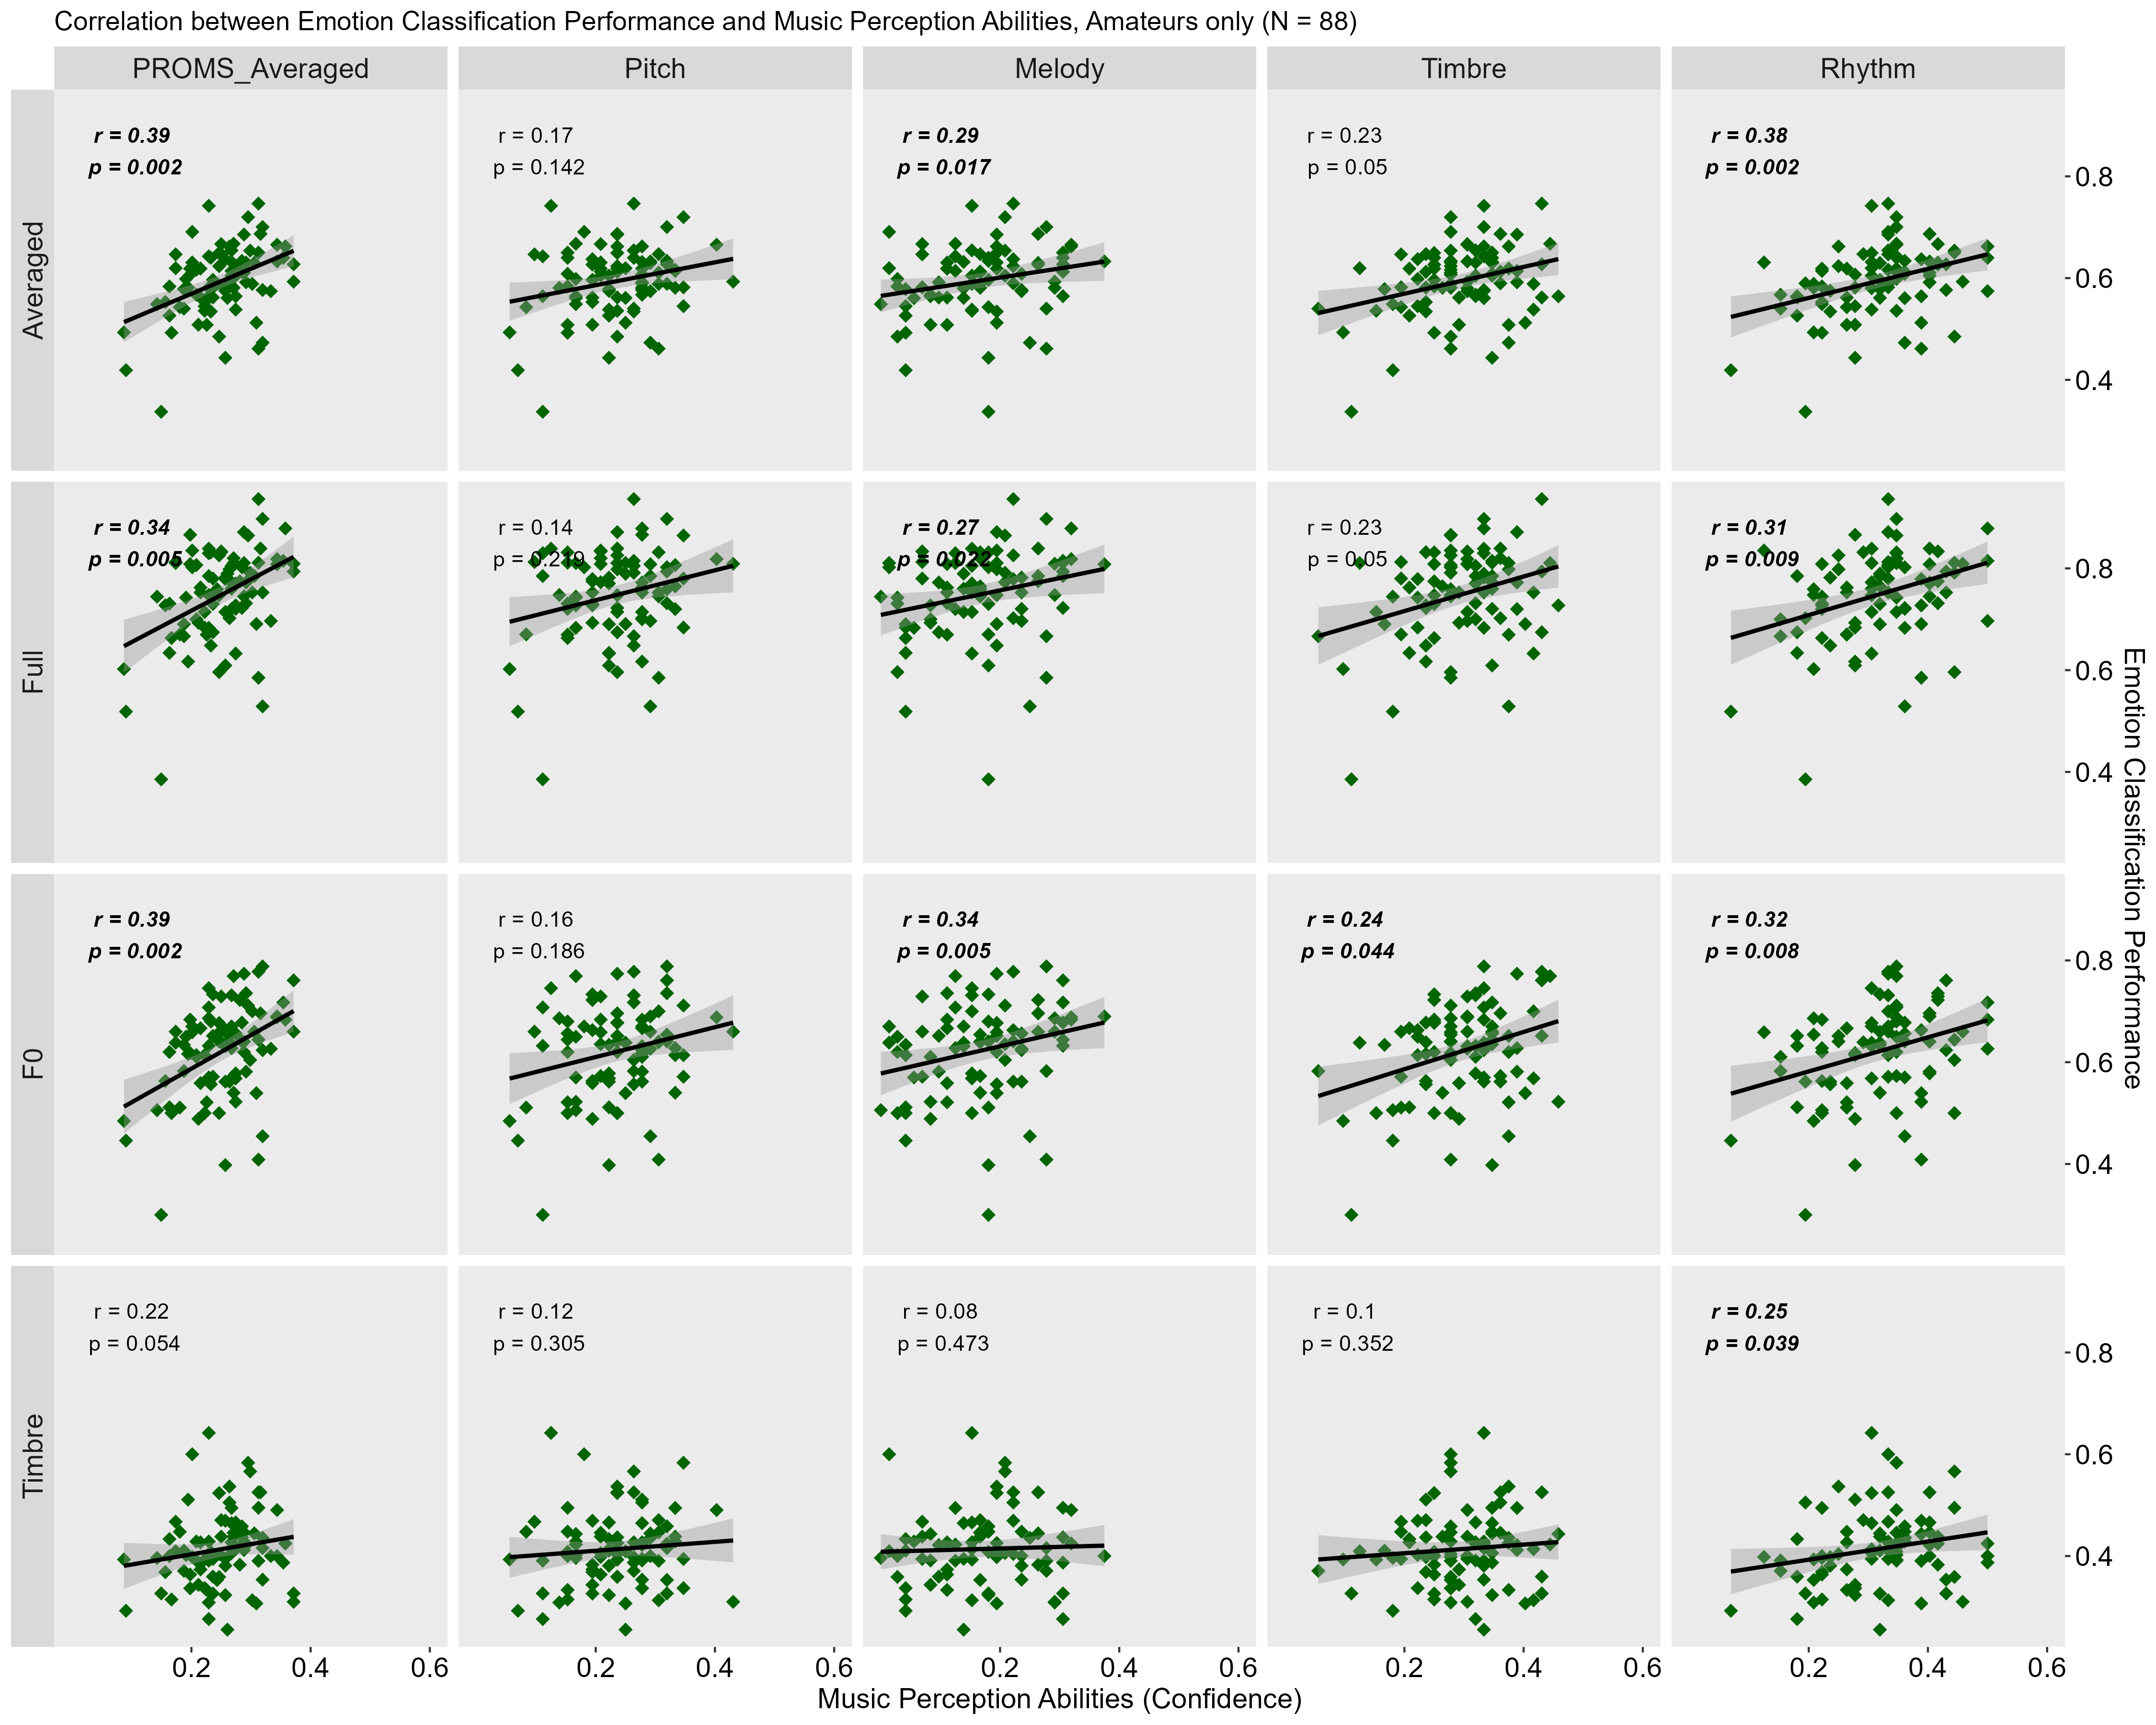 Correlation between Emotion Classification Performance and Music Perception Abilities, Amateurs only (N = 88)
PROMS_Averaged
Pitch
Melody
Timbre
Rhythm
Averaged
r = 0.39
p = 0.002
r = 0.17
p = 0.142
r = 0.29
p = 0.017
r = 0.23
p = 0.05
r = 0.38
p = 0.002
0.8
0.6
0.4
Full
r = 0.34
p = 0.005
r = 0.14
p = 0.219
r = 0.27
p = 0.022
r = 0.23
p = 0.05
r = 0.31
p = 0.009
0.8
0.6
0.4
F0
r = 0.39
p = 0.002
r = 0.16
p = 0.186
r = 0.34
p = 0.005
r = 0.24
p = 0.044
r = 0.32
p = 0.008
0.8
0.6
0.4
Timbre
r = 0.22
p = 0.054
r = 0.12
p = 0.305
r = 0.08
p = 0.473
r = 0.1
p = 0.352
r = 0.25
p = 0.039
0.8
0.6
0.4
Emotion Classification Performance
0.2 0.4 0.6
0.2 0.4 0.6
0.2 0.4 0.6
0.2 0.4 0.6
0.2 0.4 0.6
Music Perception Abilities (Confidence)